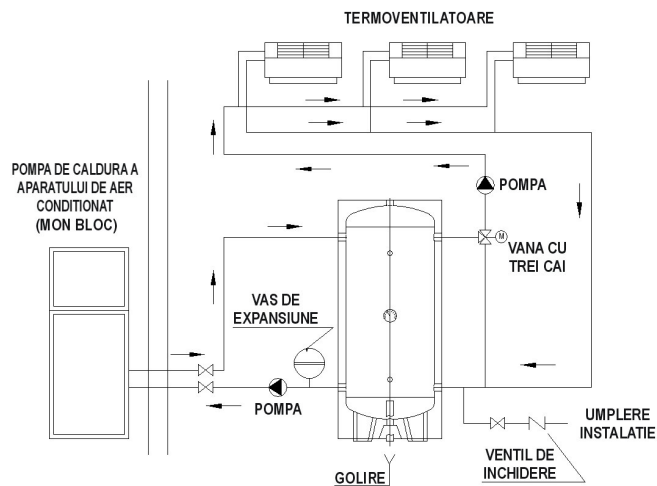 TERMOVENTILATOARE
POMPA DE CALDURA A
APARATULUI DE AER
CONDITIONAT
(MON BLOC)
POMPA
M
VANA CU
TREI CAI
VAS DE
EXPANSIUNE
POMPA
UMPLERE
INSTALATIE
VENTIL DE
INCHIDERE
GOLIRE